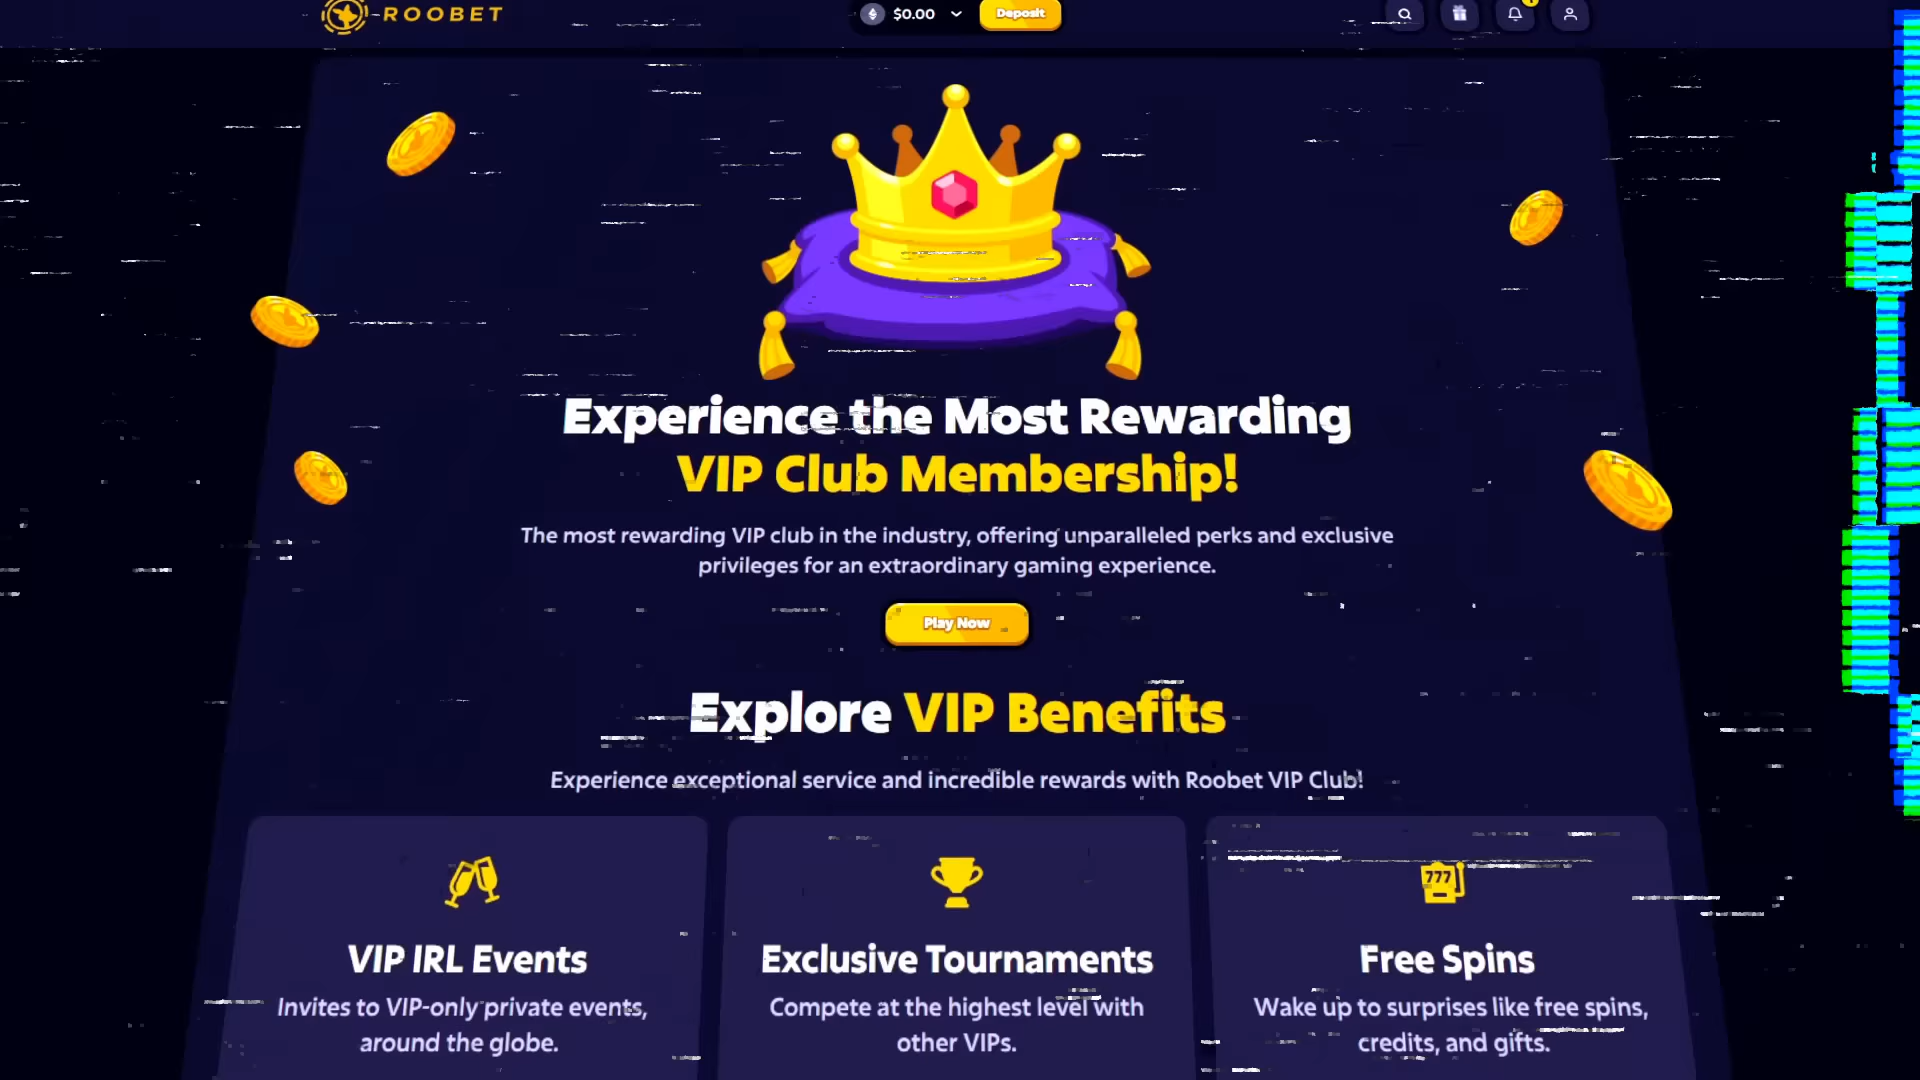 ROOBET
$0.00
Deposit
Experience the Most Rewarding
VIP Club Membership!
The most rewarding VIP club in the industry, offering unparalleled perks and exclusive
privileges for an extraordinary gaming experience.
Play Now
Explore VIP Benefits
Experience exceptional service and incredible rewards with Roobet VIP Club!
777
VIP IRL Events
Invites to VIP-only private events,
around the globe.
Exclusive Tournaments
Compete at the highest level with
other VIPs.
Free Spins
Wake up to surprises like free spins,
credits, and gifts.